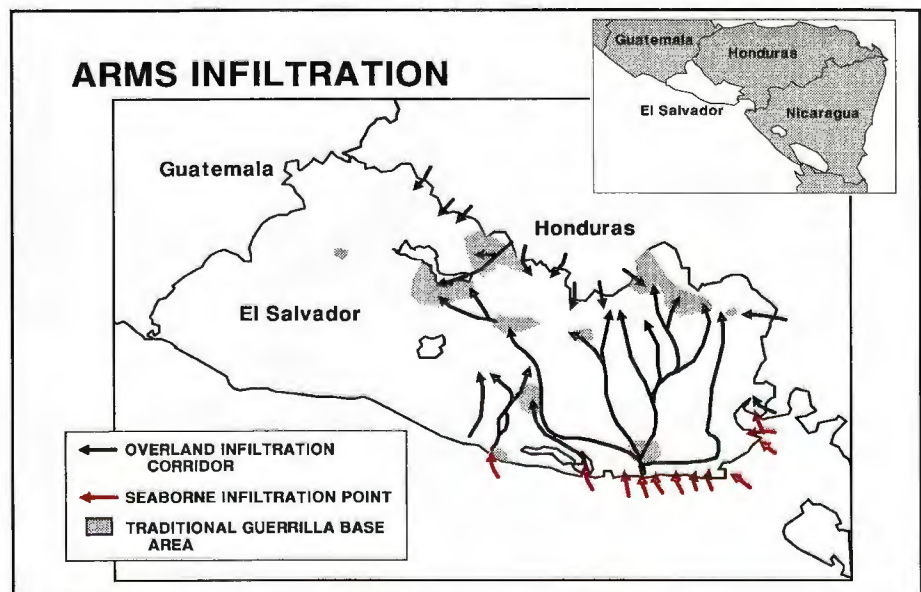 ARMS INFILTRATION
Guatemala
Honduras
El Salvador
Nicaragua
Guatemala
Honduras
El Salvador
OVERLAND INFILTRATION
CORRIDOR
SEABORNE INFILTRATION POINT
TRADITIONAL GUERRILLA BASE
AREA